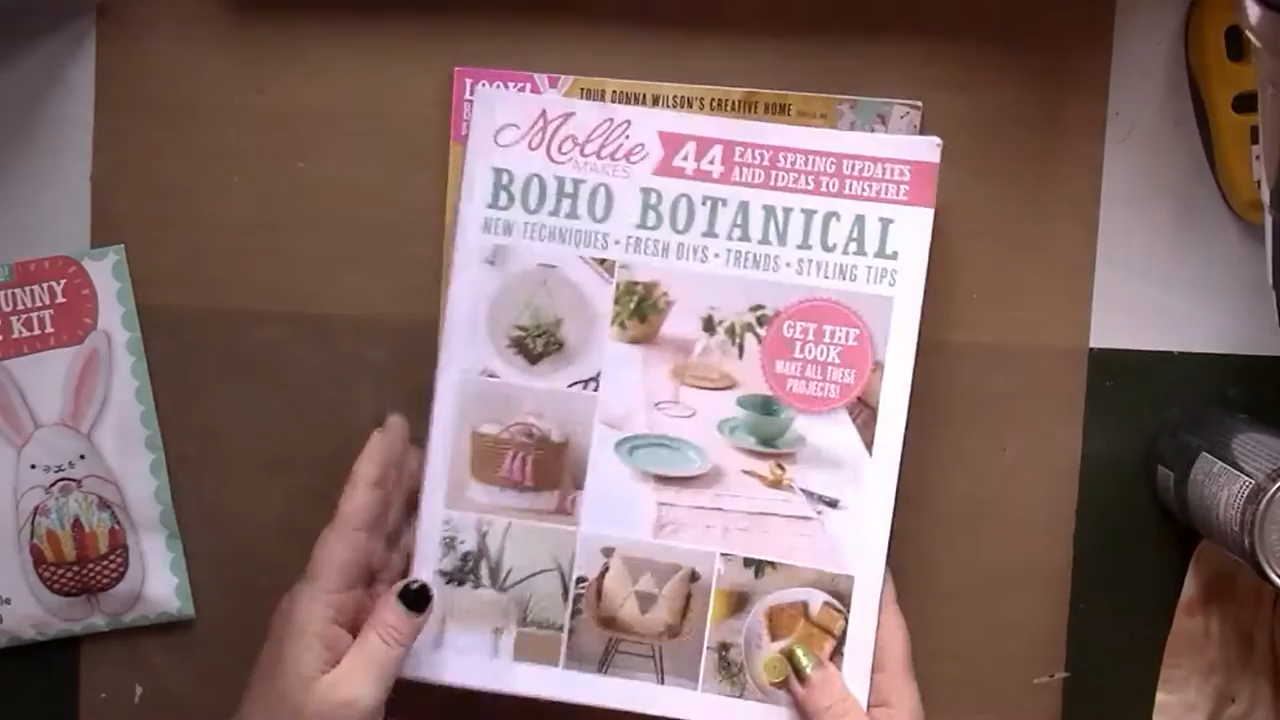 LOOK!
TOUR DONNA WILSON'S CREATIVE HOME
Mollie
MAKES
44
EASY SPRING UPDATES
AND IDEAS TO INSPIRE
BOHO BOTANICAL
NEW TECHNIQUES • FRESH DIYS • TRENDS • STYLING TIPS
GET THE
LOOK
MAKE ALL THESE
PROJECTS!
UNNY
KIT